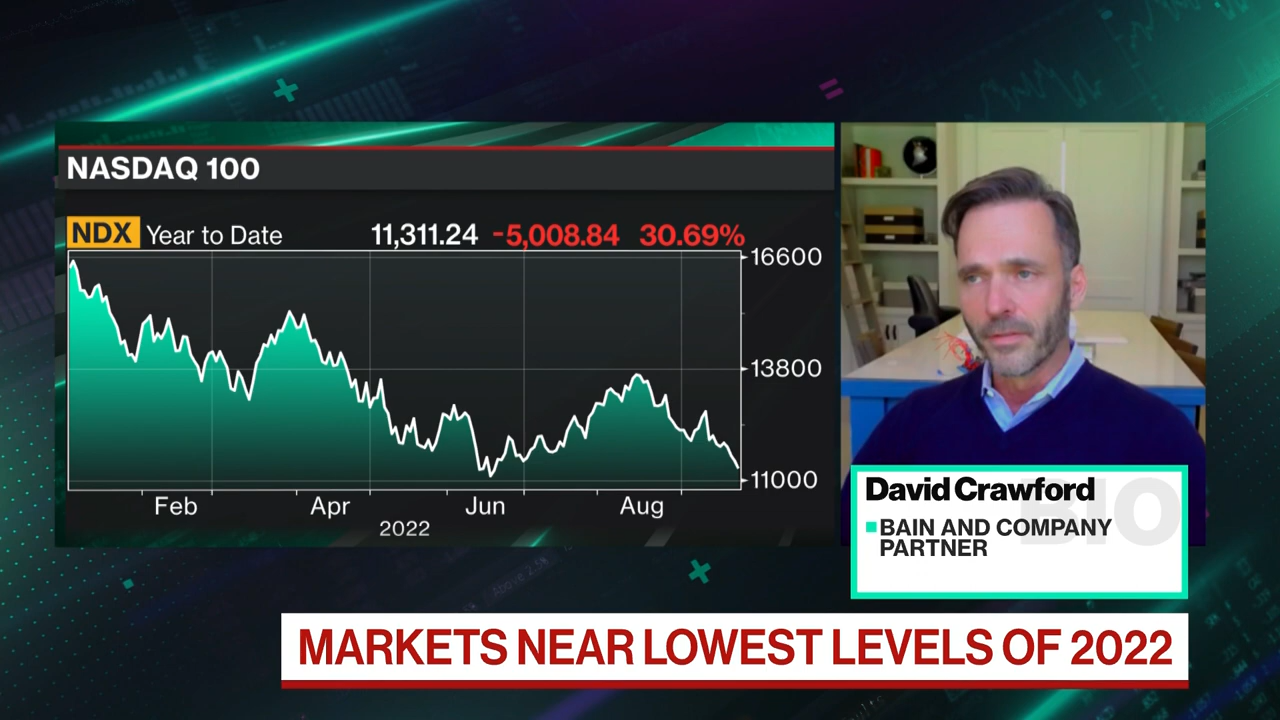 NASDAQ 100
NDX Year to Date 11,311.24 -5,008.84 30.69%
16600
13800
11000
Feb Apr Jun Aug
2022
David Crawford
BIO
BAIN AND COMPANY
PARTNER
MARKETS NEAR LOWEST LEVELS OF 2022